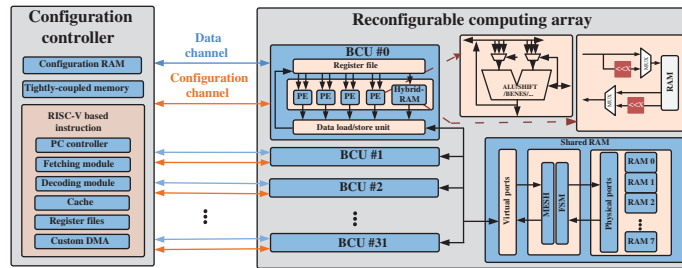 Configuration
controller
Configuration RAM
Tightly-coupled memory
RISC-V based
instruction
PC controller
Fetching module
Decoding module
Cache
Register files
Custom DMA
Data
channel
Configuration
channel
Reconfigurable computing array
BCU #0
Register file
PE PE PE PE
Hybrid-
RAM
Data load/store unit
BCU #1
BCU #2
BCU #31
ALU/SHIFT
/BENES/...
MUX
<<X
RAM
MUX
<<X
Shared RAM
Virtual ports
MESH
FSM
Physical ports
RAM 0
RAM 1
RAM 2
RAM 7